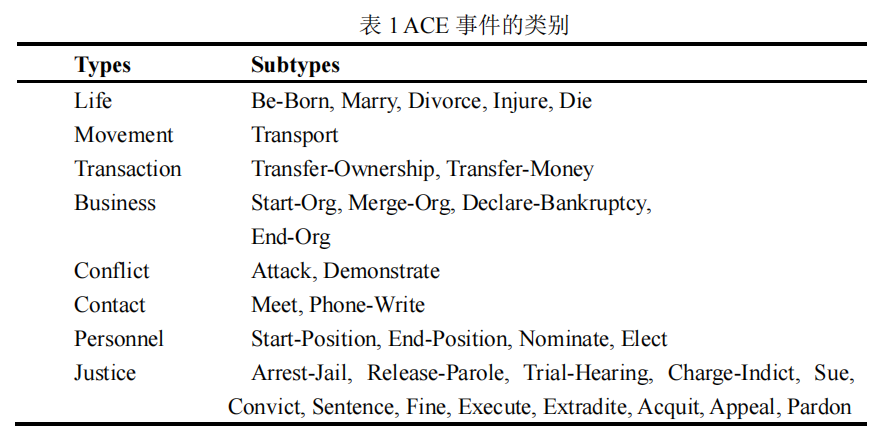 表 1 ACE 事件的类别
Types Subtypes
Life Be-Born, Marry, Divorce, Injure, Die
Movement Transport
Transaction Transfer-Ownership, Transfer-Money
Business Start-Org, Merge-Org, Declare-Bankruptcy,
End-Org
Conflict Attack, Demonstrate
Contact Meet, Phone-Write
Personnel Start-Position, End-Position, Nominate, Elect
Justice Arrest-Jail, Release-Parole, Trial-Hearing, Charge-Indict, Sue,
Convict, Sentence, Fine, Execute, Extradite, Acquit, Appeal, Pardon